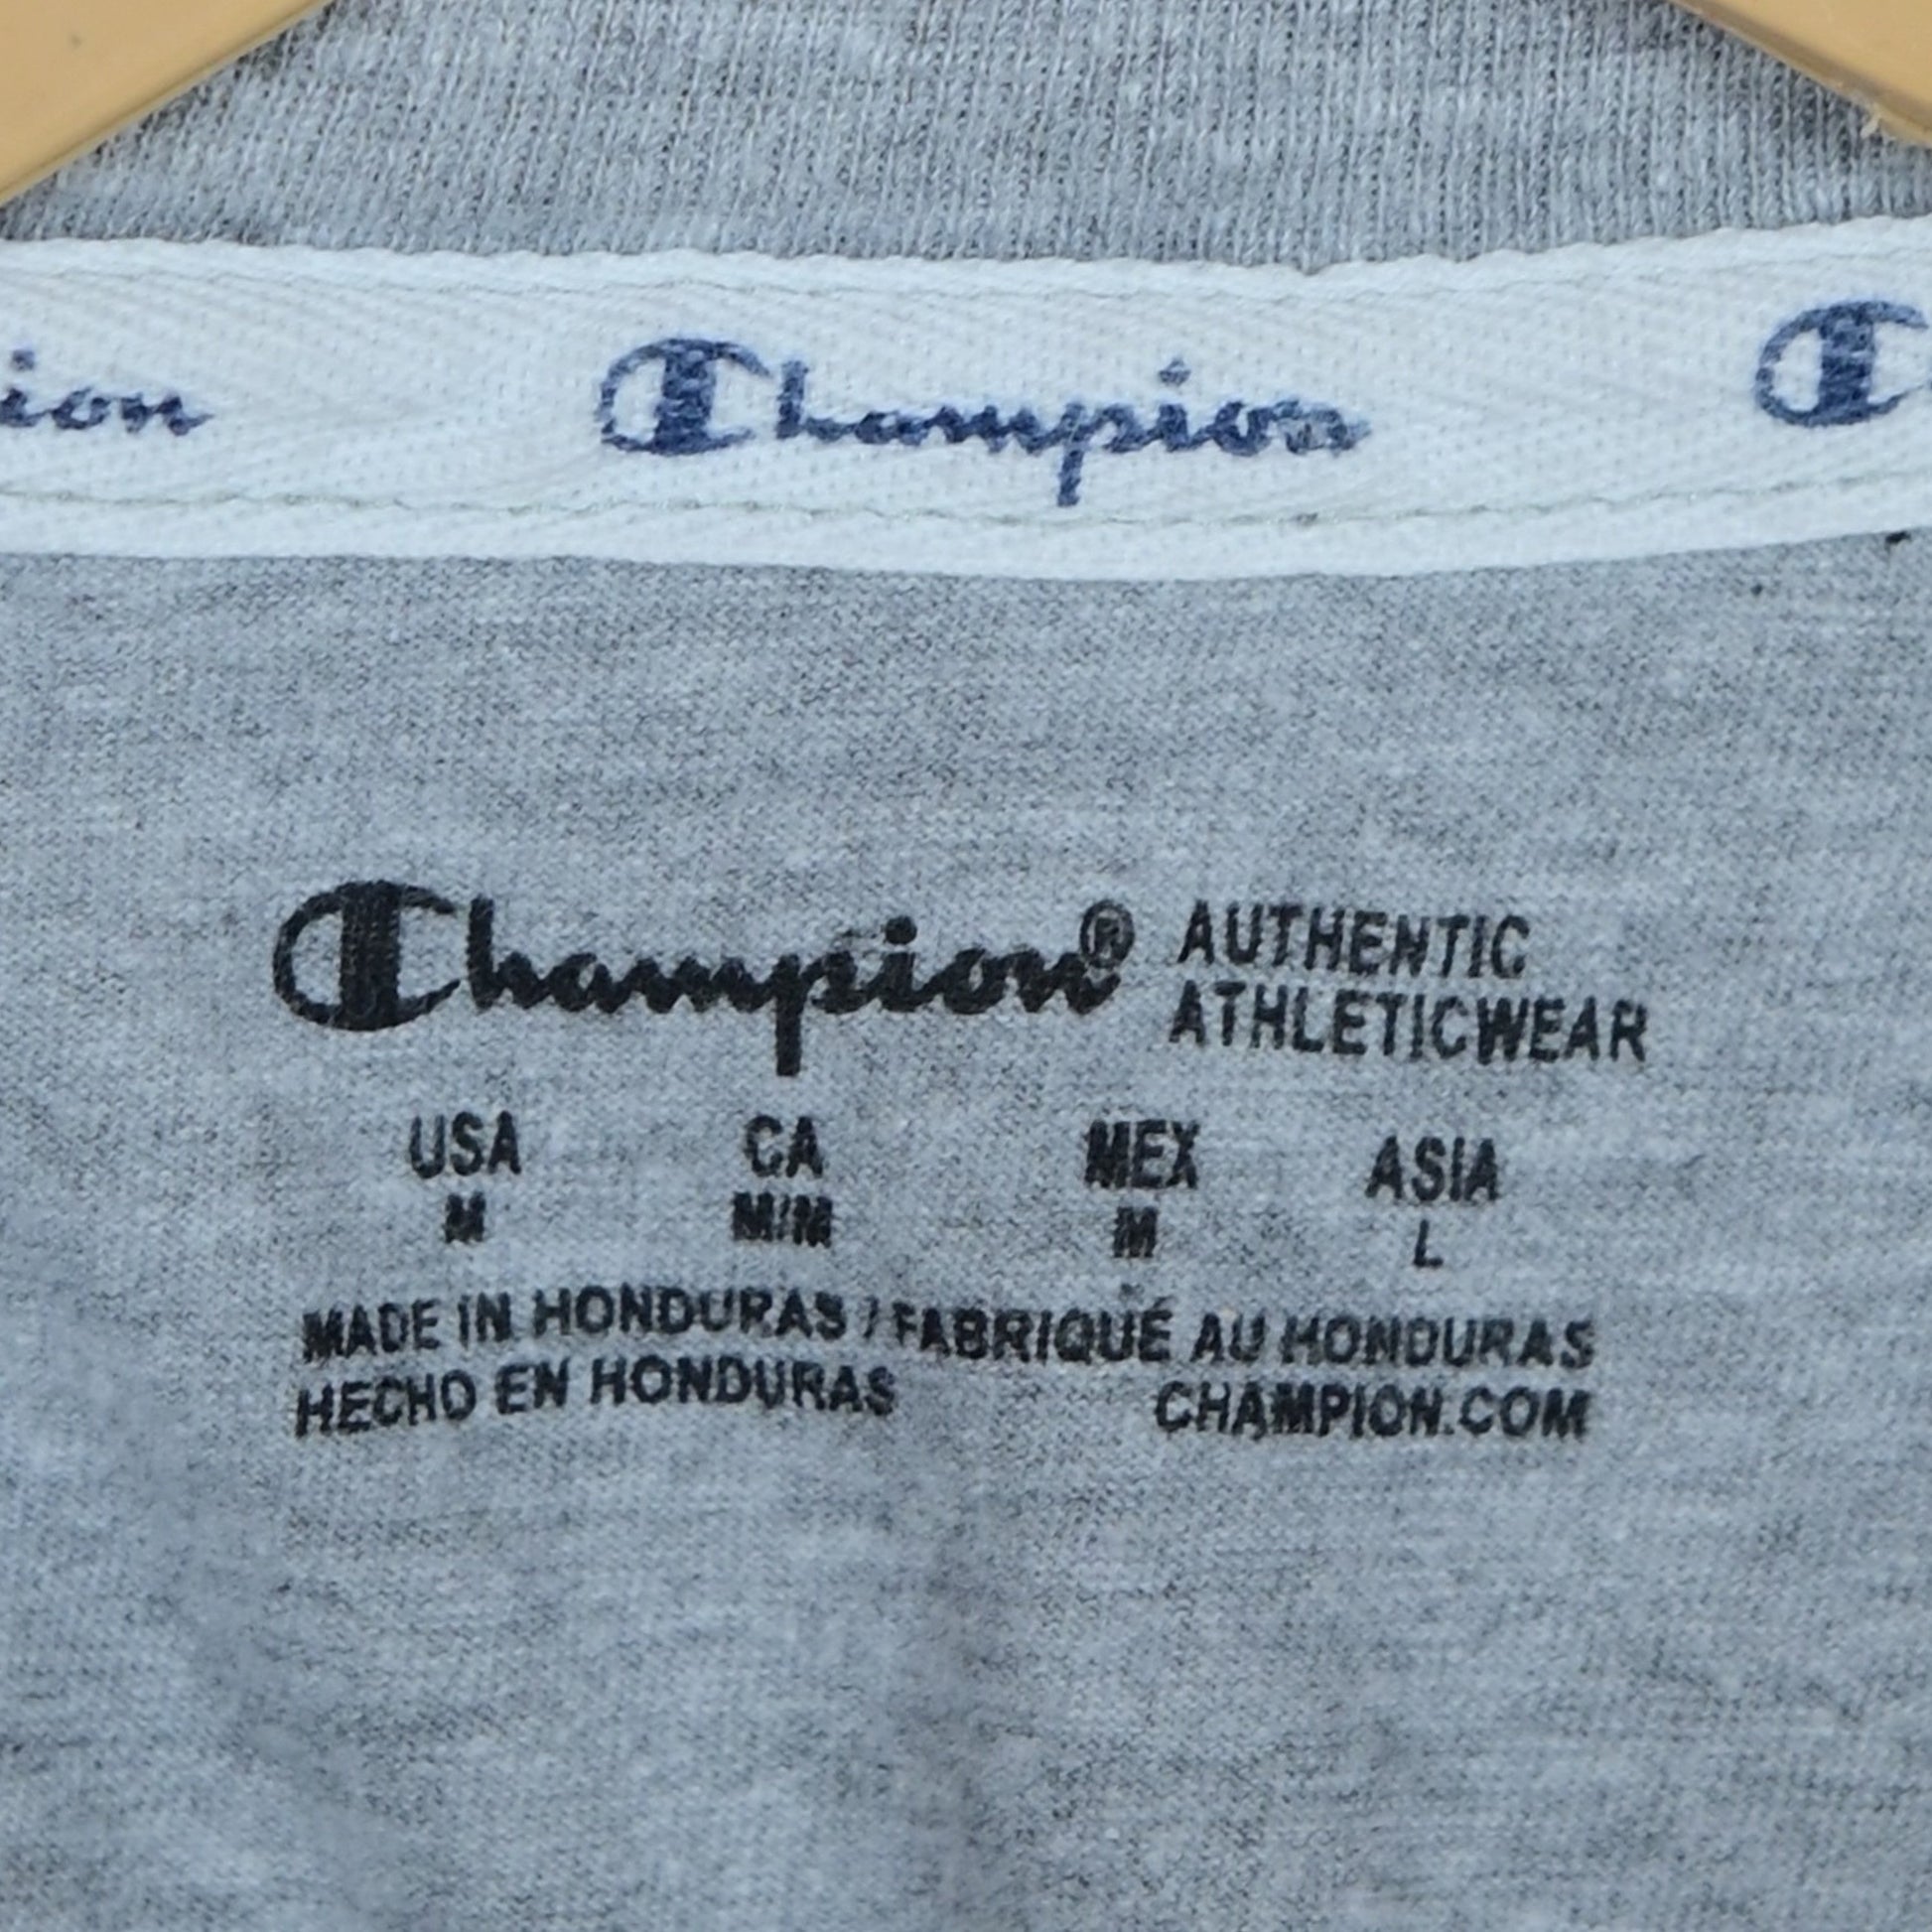 ion Champion C
Champion® AUTHENTIC
ATHLETICWEAR
USA CA MEX ASIA
M M/M M L
MADE IN HONDURAS / FABRIQUÉ AU HONDURAS
HECHO EN HONDURAS CHAMPION.COM